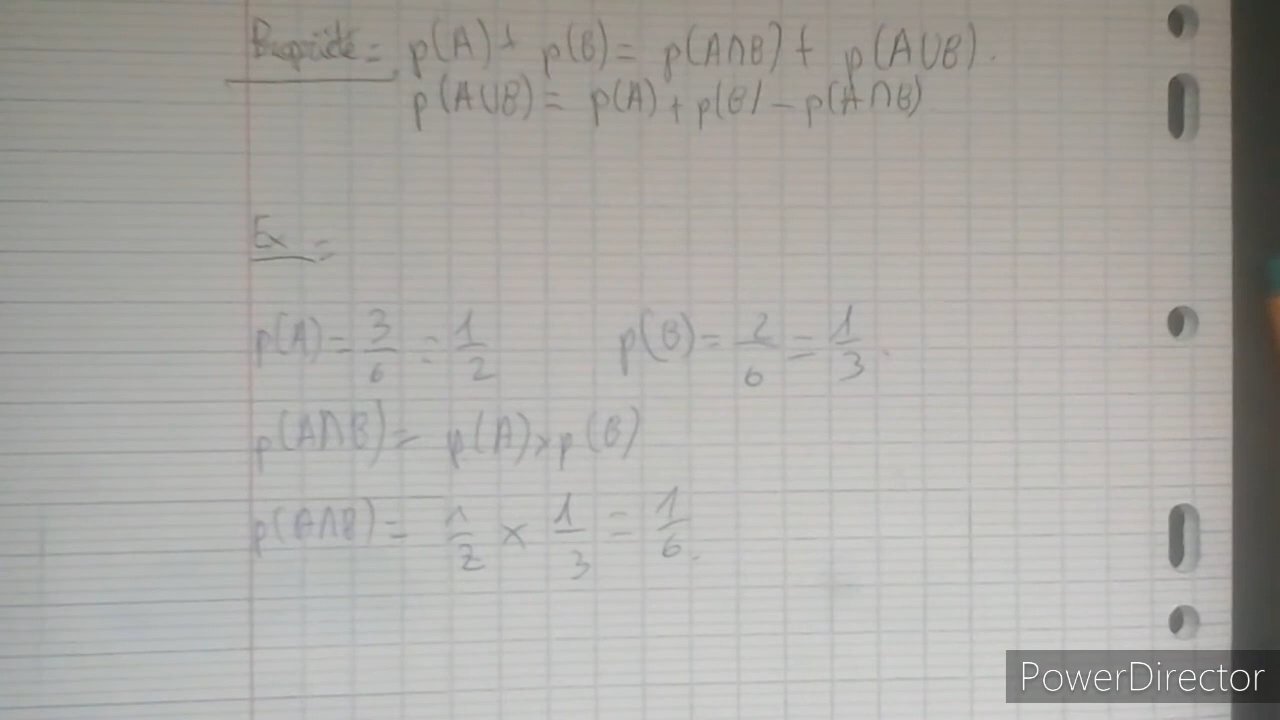 Propriété = p(A) + p(B) = p(A∩B) + p(A∪B).
p(A∪B) = p(A) + p(B) - p(A∩B)
Ex =
p(A) = 3/6 = 1/2 p(B) = 2/6 = 1/3.
p(A∩B) = p(A) × p(B)
p(A∩B) = 1/2 × 1/3 = 1/6.
PowerDirector